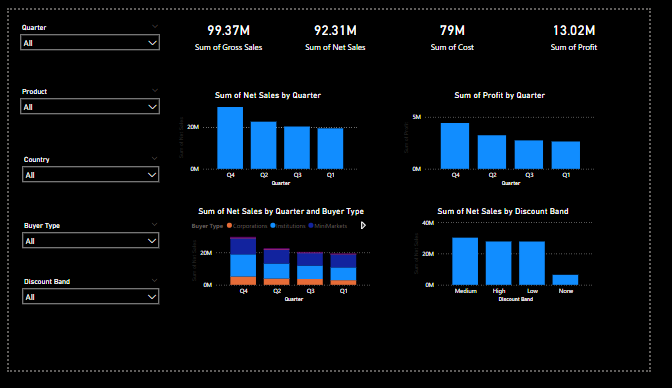 Quarter
All
99.37M
Sum of Gross Sales
92.31M
Sum of Net Sales
79M
Sum of Cost
13.02M
Sum of Profit
Product
All
Country
All
Buyer Type
All
Discount Band
All
Sum of Net Sales by Quarter
Sum of Net Sales
20M
0M
Q4 Q2 Q3 Q1
Quarter
Sum of Profit by Quarter
Sum of Profit
5M
0M
Q4 Q2 Q3 Q1
Quarter
Sum of Net Sales by Quarter and Buyer Type
Buyer Type Corporations Institutions MiniMarkets
Sum of Net Sales
20M
0M
Q4 Q2 Q3 Q1
Quarter
Sum of Net Sales by Discount Band
Sum of Net Sales
40M
20M
0M
Medium High Low None
Discount Band